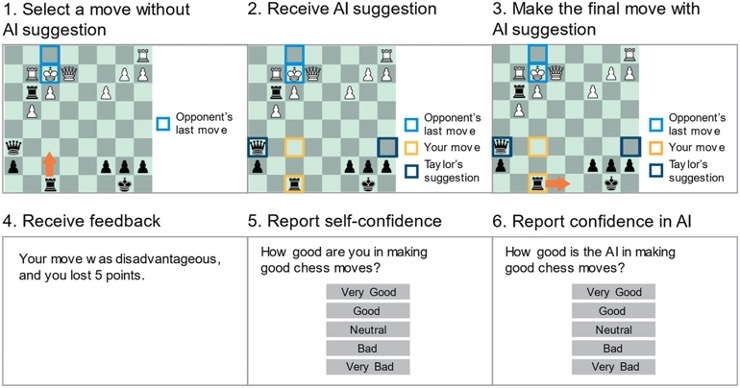 1. Select a move without
AI suggestion
Opponent's
last move
2. Receive AI suggestion
Opponent's
last move
Your move
Taylor's
suggestion
3. Make the final move with
AI suggestion
Opponent's
last move
Your move
Taylor's
suggestion
4. Receive feedback
Your move was disadvantageous,
and you lost 5 points.
5. Report self-confidence
How good are you in making
good chess moves?
Very Good
Good
Neutral
Bad
Very Bad
6. Report confidence in AI
How good is the AI in making
good chess moves?
Very Good
Good
Neutral
Bad
Very Bad